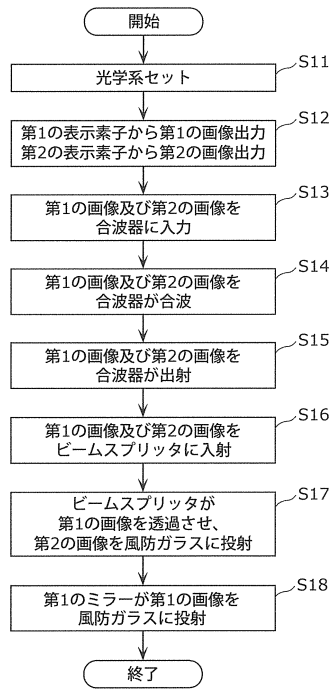 開始
S11
光学系セット
S12
第1の表示素子から第1の画像出力
第2の表示素子から第2の画像出力
S13
第1の画像及び第2の画像を
合波器に入力
S14
第1の画像及び第2の画像を
合波器が合波
S15
第1の画像及び第2の画像を
合波器が出射
S16
第1の画像及び第2の画像を
ビームスプリッタに入射
S17
ビームスプリッタが
第1の画像を透過させ、
第2の画像を風防ガラスに投射
S18
第1のミラーが第1の画像を
風防ガラスに投射
終了